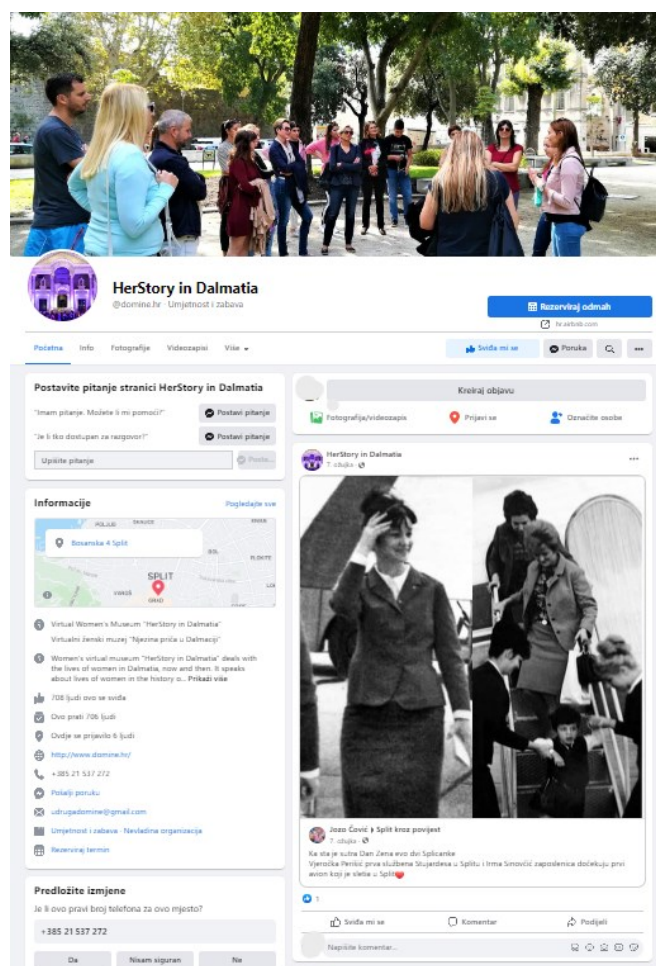 HerStory in Dalmatia
@domine.hr · Umjetnost i zabava
Rezerviraj odmah
hr.airbnb.com
Početna Info Fotografije Videozapisi Više
Sviđa mi se Poruka
Postavite pitanje stranici HerStory in Dalmatia
"Imam pitanje. Možete li mi pomoći?" Postavi pitanje
"Je li tko dostupan za razgovor?" Postavi pitanje
Upišite pitanje
Informacije Pogledajte sve
Bosanska 4 Split
SPLIT
VAROŠ
GRAD
Virtual Women's Museum "HerStory in Dalmatia"
Virtualni ženski muzej "Njezina priča u Dalmaciji"
Women's virtual museum "HerStory in Dalmatia" deals with
the lives of women in Dalmatia, now and then. It speaks
about lives of women in the history o... Prikaži više
708 ljudi ovo se sviđa
Ovo prati 706 ljudi
Ovdje se prijavilo 6 ljudi
http://www.domine.hr/
+385 21 537 272
Pošalji poruku
udrugadomine@gmail.com
Umjetnost i zabava · Nevladina organizacija
Rezerviraj termin
Predložite izmjene
Je li ovo pravi broj telefona za ovo mjesto?
+385 21 537 272
Da Nisam siguran Ne
Kreiraj objavu
Fotografija/videozapis Prijavi se Označite osobe
HerStory in Dalmatia
7. ožujka ·
Jozo Čović Split kroz povijest
7. ožujka ·
Ka sta je sutra Dan Zena evo dvi Splicanke
Vjeročka Perišić prva službena Stujardesa u Splitu i Irma Sinovčić zaposlenica dočekuju prvi
avion koji je sletia u Split
1
Sviđa mi se Komentar Podijeli
Napišite komentar...